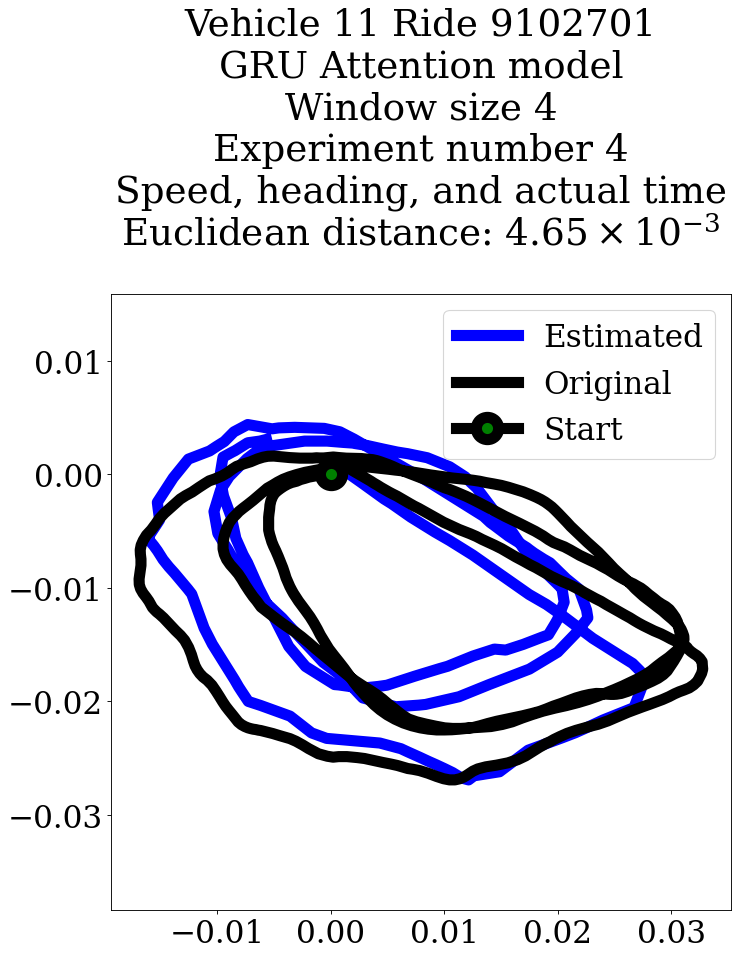 Vehicle 11 Ride 9102701
GRU Attention model
Window size 4
Experiment number 4
Speed, heading, and actual time
Euclidean distance: 4.65 × 10⁻³
Estimated
Original
Start
0.01
0.00
−0.01
−0.02
−0.03
−0.01 0.00 0.01 0.02 0.03